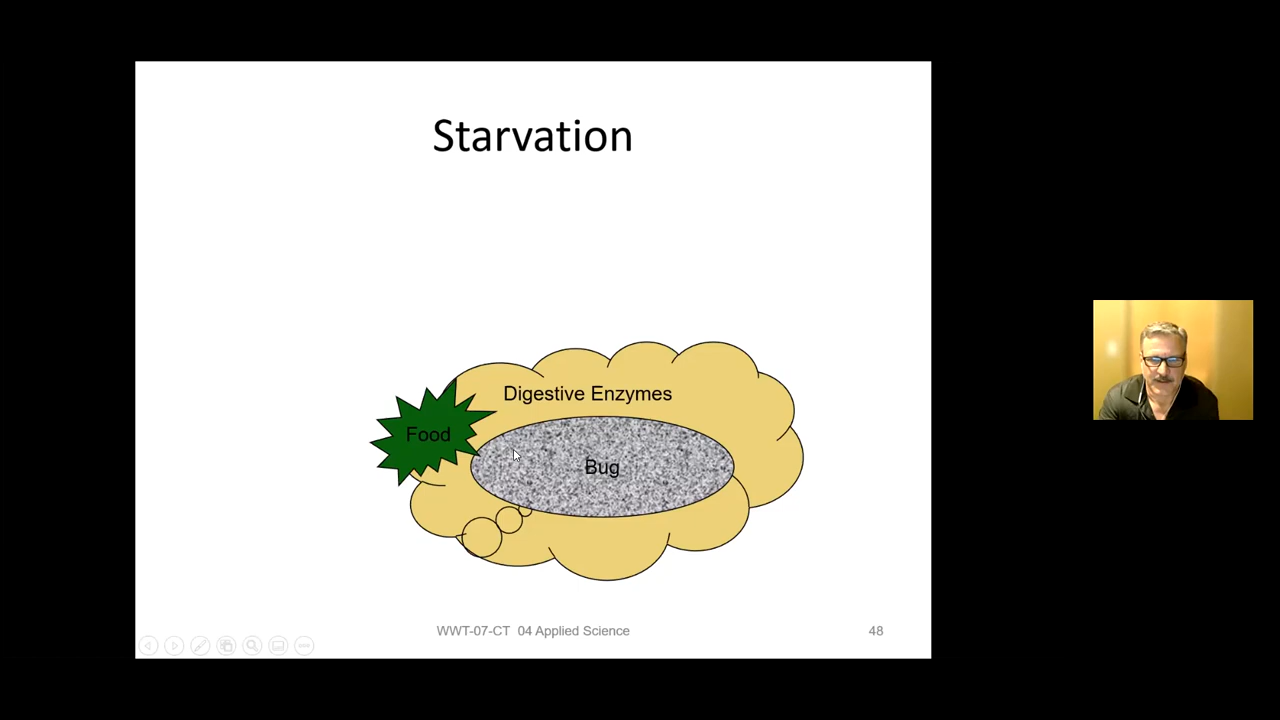 Starvation
Digestive Enzymes
Food
Bug
WWT-07-CT 04 Applied Science
48